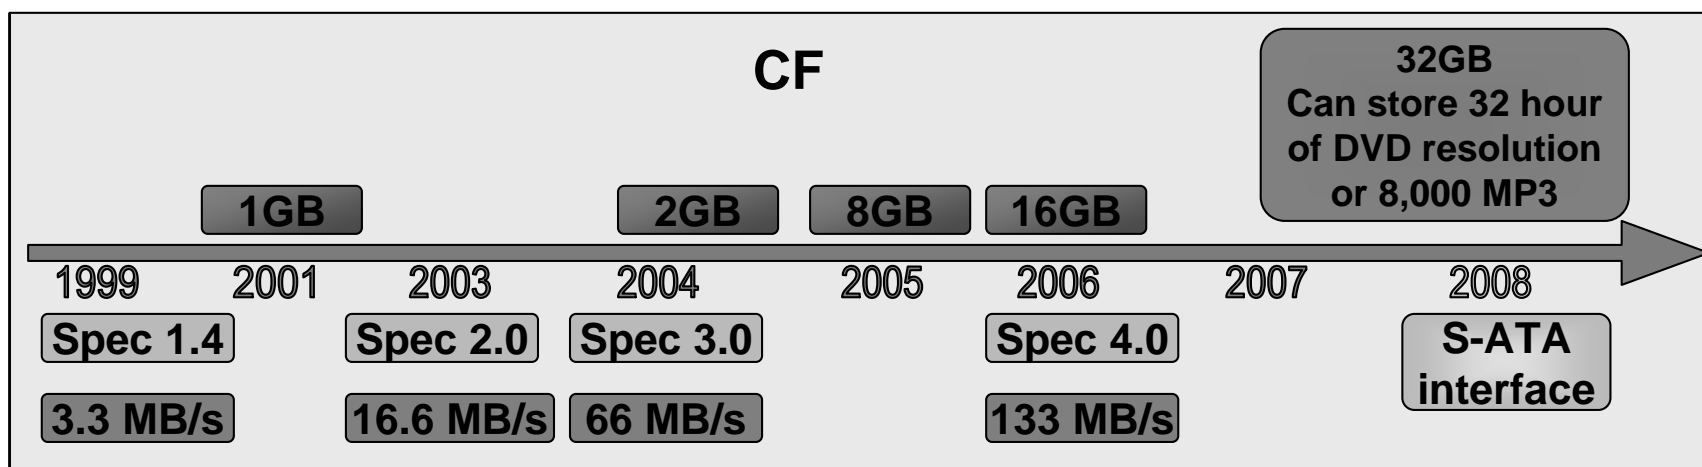 CF
32GB
Can store 32 hour
of DVD resolution
or 8,000 MP3
1GB
2GB
8GB
16GB
1999
2001
2003
2004
2005
2006
2007
2008
Spec 1.4
Spec 2.0
Spec 3.0
Spec 4.0
S-ATA
interface
3.3 MB/s
16.6 MB/s
66 MB/s
133 MB/s